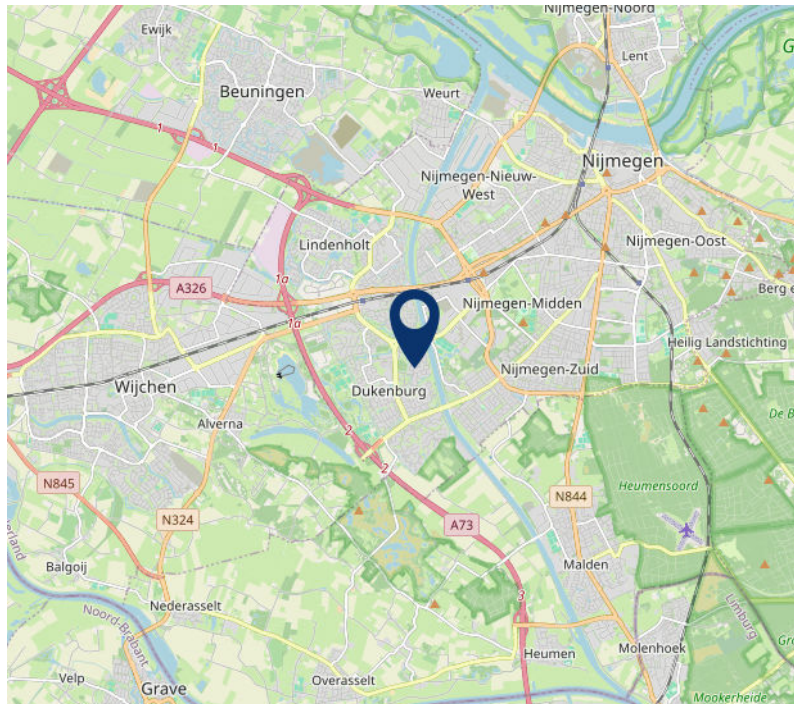 Nijmegen-Noord
Ewijk
Lent
G
Beuningen
Weurt
1
Nijmegen
Nijmegen-Nieuw-
West
Lindenholt
Nijmegen-Oost
1a
A326
Berg e
1a
Nijmegen-Midden
Heilig Landstichting
Nijmegen-Zuid
Wijchen
Dukenburg
De B
Alverna
2
2
N845
Heumensoord
N844
N324
A73
erland
Balgoij
Malden
3
Nederasselt
Noord-Brabant
Limburg
Molenhoek
Gro
Heumen
Velp
Overasselt
Grave
Mookerheide